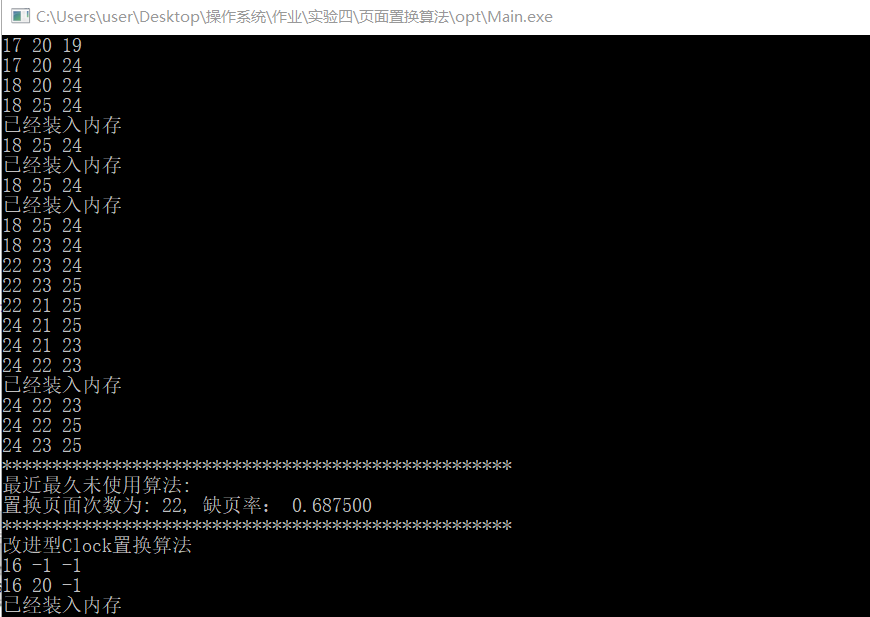 C:\Users\user\Desktop\操作系统\作业\实验四\页面置换算法\opt\Main.exe
17 20 19
17 20 24
18 20 24
18 25 24
已经装入内存
18 25 24
已经装入内存
18 25 24
已经装入内存
18 25 24
18 23 24
22 23 24
22 23 25
22 21 25
24 21 25
24 21 23
24 22 23
已经装入内存
24 22 23
24 22 25
24 23 25
***************************************************
最近最久未使用算法:
置换页面次数为: 22, 缺页率： 0.687500
***************************************************
改进型Clock置换算法
16 -1 -1
16 20 -1
已经装入内存